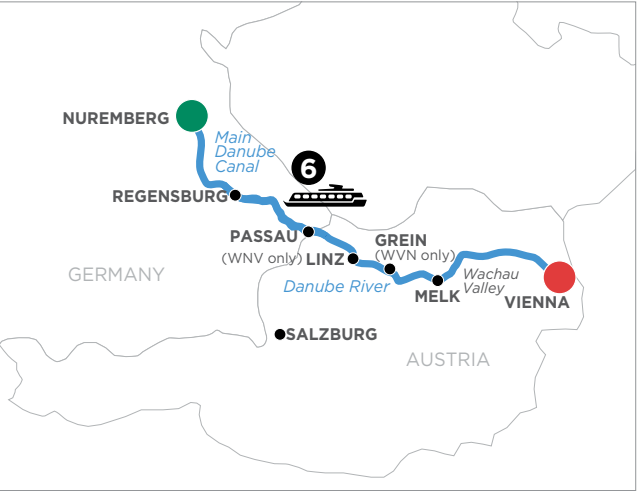 NUREMBERG
Main
Danube
Canal
6
REGENSBURG
PASSAU
(WNV only)
LINZ
GREIN
(WVN only)
GERMANY
Danube River
MELK
Wachau
Valley
VIENNA
SALZBURG
AUSTRIA